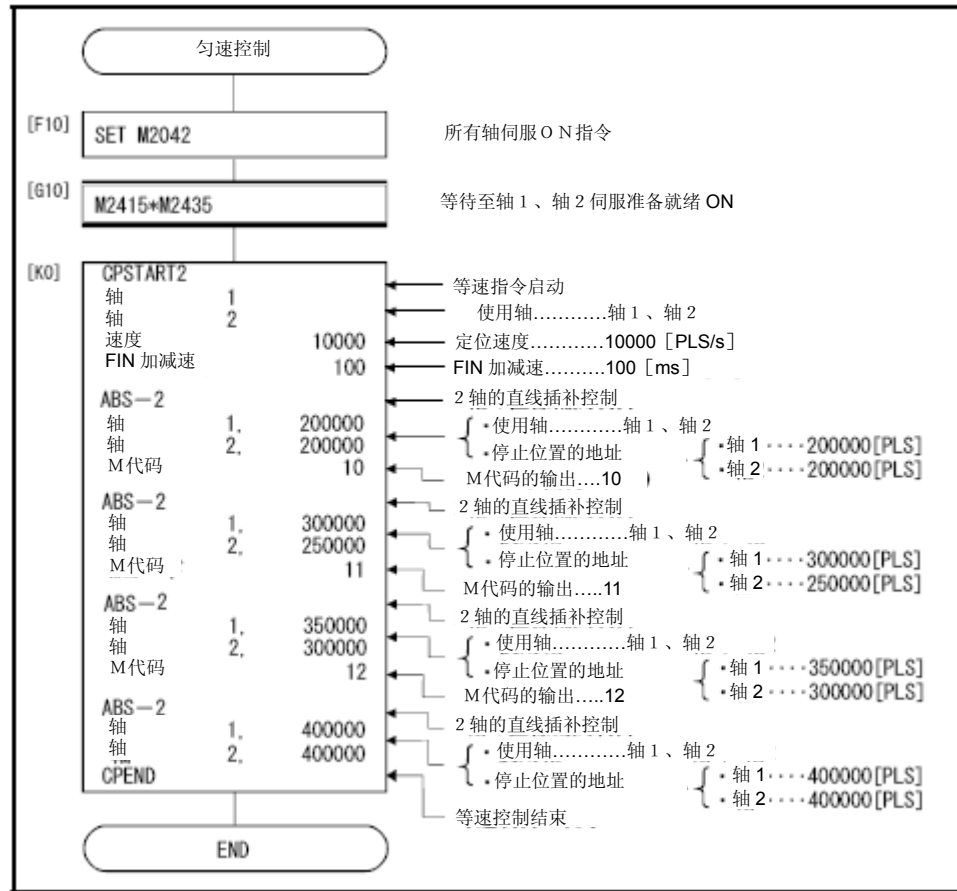 匀速控制
[F10]
SET M2042
所有轴伺服ON指令
[G10]
M2415*M2435
等待至轴1、轴2伺服准备就绪 ON
[K0]
CPSTART2
等速指令启动
轴 1
使用轴…………轴1、轴2
轴 2
速度 10000
定位速度…………10000 [PLS/s]
FIN 加减速 100
FIN 加减速……….100 [ms]
ABS-2
2轴的直线插补控制
轴 1, 200000
・使用轴…………轴1、轴2
轴 2, 200000
・停止位置的地址
・轴 1‥‥200000[PLS]
・轴 2‥‥200000[PLS]
M代码 10
M代码的输出….10
ABS-2
2轴的直线插补控制
轴 1, 300000
・使用轴…………轴1、轴2
轴 2, 250000
・停止位置的地址
・轴 1‥‥300000[PLS]
・轴 2‥‥250000[PLS]
M代码 11
M代码的输出…..11
ABS-2
2轴的直线插补控制
轴 1, 350000
・使用轴…………轴1、轴2
轴 2, 300000
・停止位置的地址
・轴 1‥‥350000[PLS]
・轴 2‥‥300000[PLS]
M代码 12
M代码的输出…..12
ABS-2
2轴的直线插补控制
轴 1, 400000
・使用轴…………轴1、轴2
轴 2, 400000
・停止位置的地址
・轴 1‥‥400000[PLS]
・轴 2‥‥400000[PLS]
CPEND
等速控制结束
END